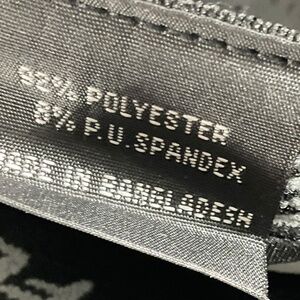 92% POLYESTER
8% P.U.SPANDEX
MADE IN BANGLADESH